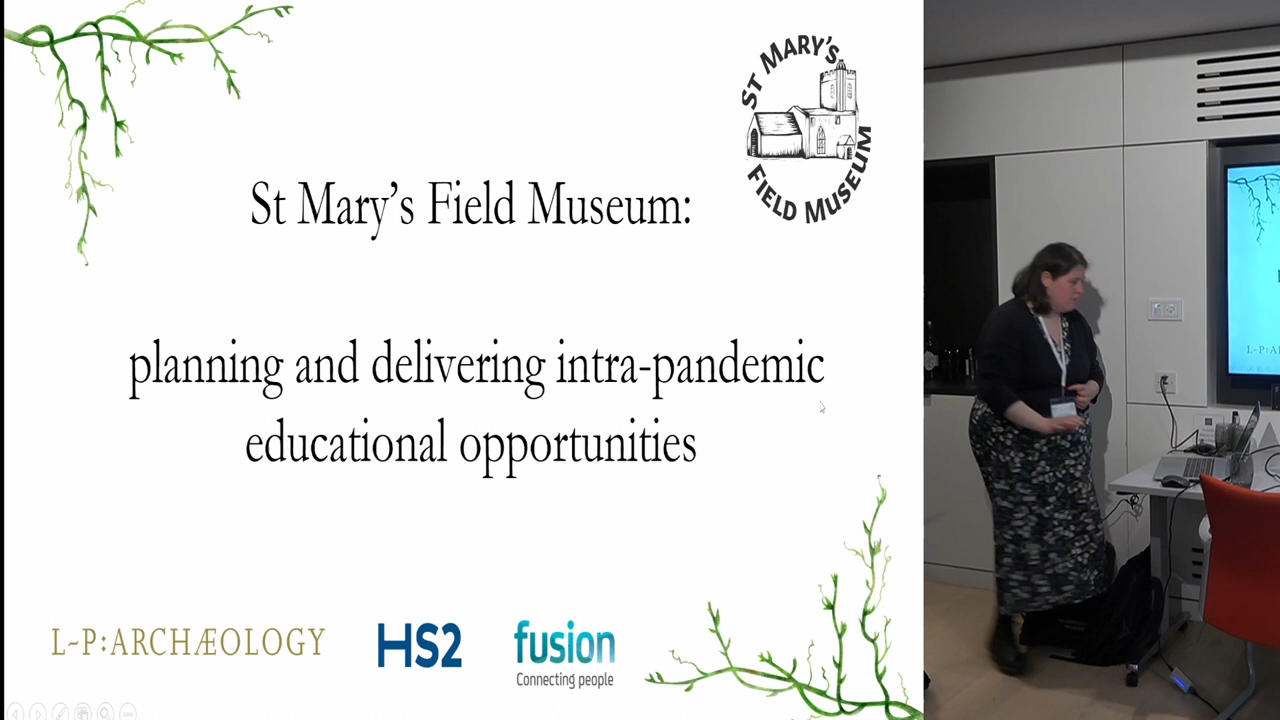 ST MARY'S
FIELD MUSEUM
St Mary's Field Museum:
planning and delivering intra-pandemic
educational opportunities
L~P:ARCHÆOLOGY
HS2
fusion
Connecting people